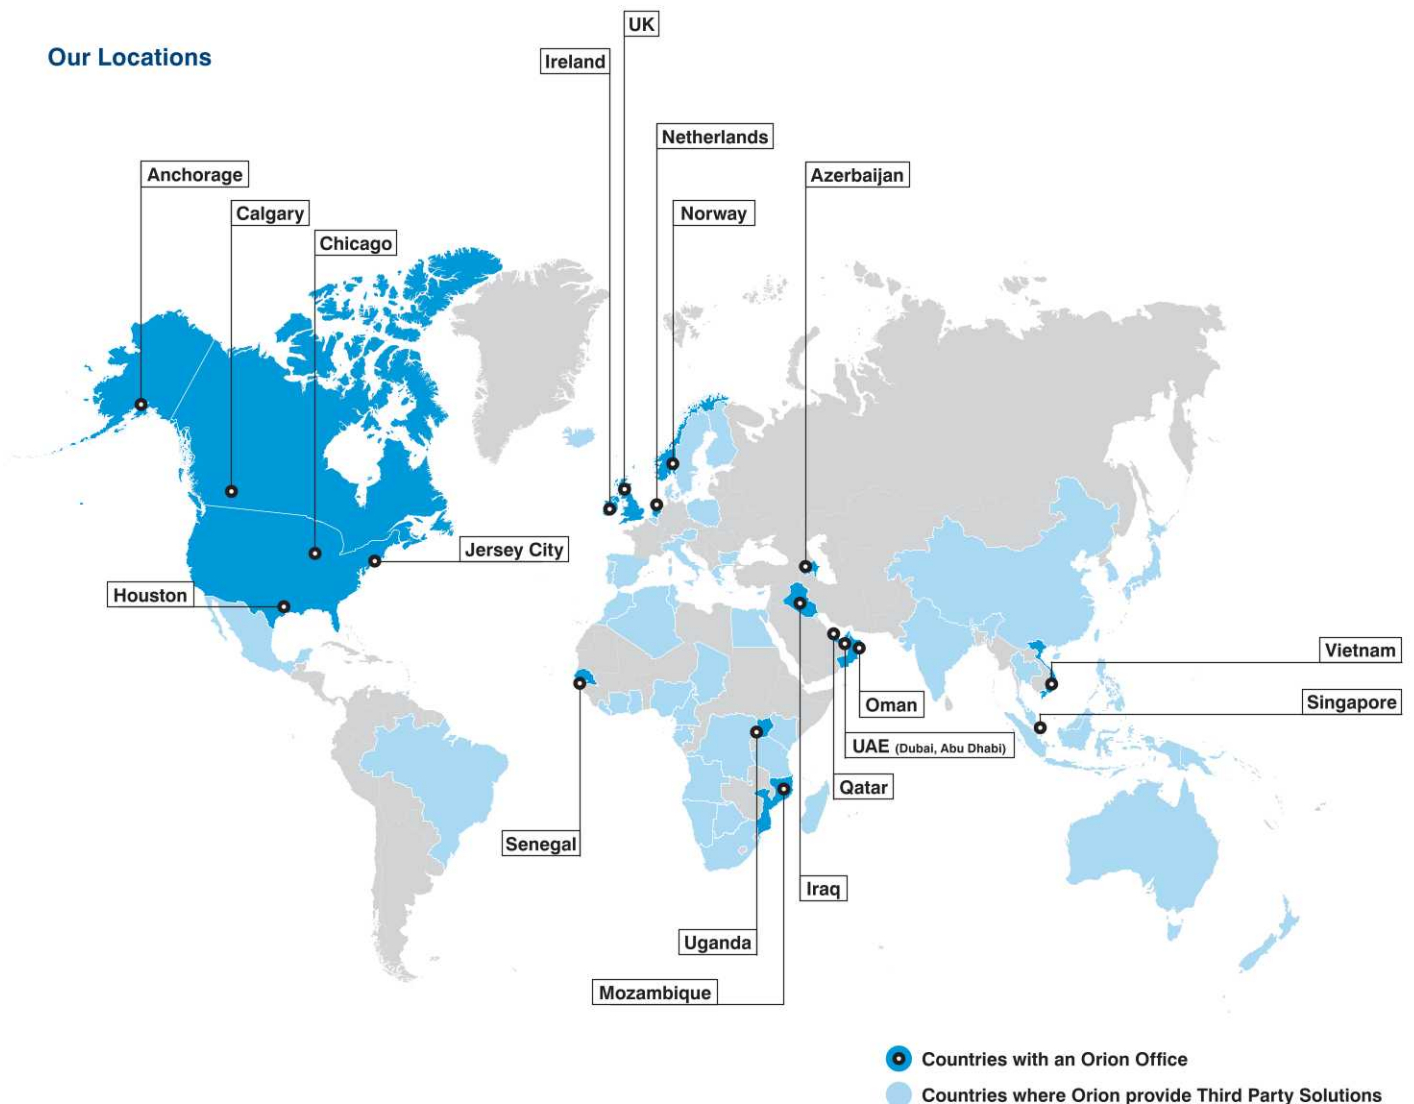 Our Locations
UK
Ireland
Netherlands
Anchorage
Azerbaijan
Calgary
Norway
Chicago
Jersey City
Houston
Vietnam
Singapore
Oman
UAE (Dubai, Abu Dhabi)
Qatar
Senegal
Iraq
Uganda
Mozambique
Countries with an Orion Office
Countries where Orion provide Third Party Solutions